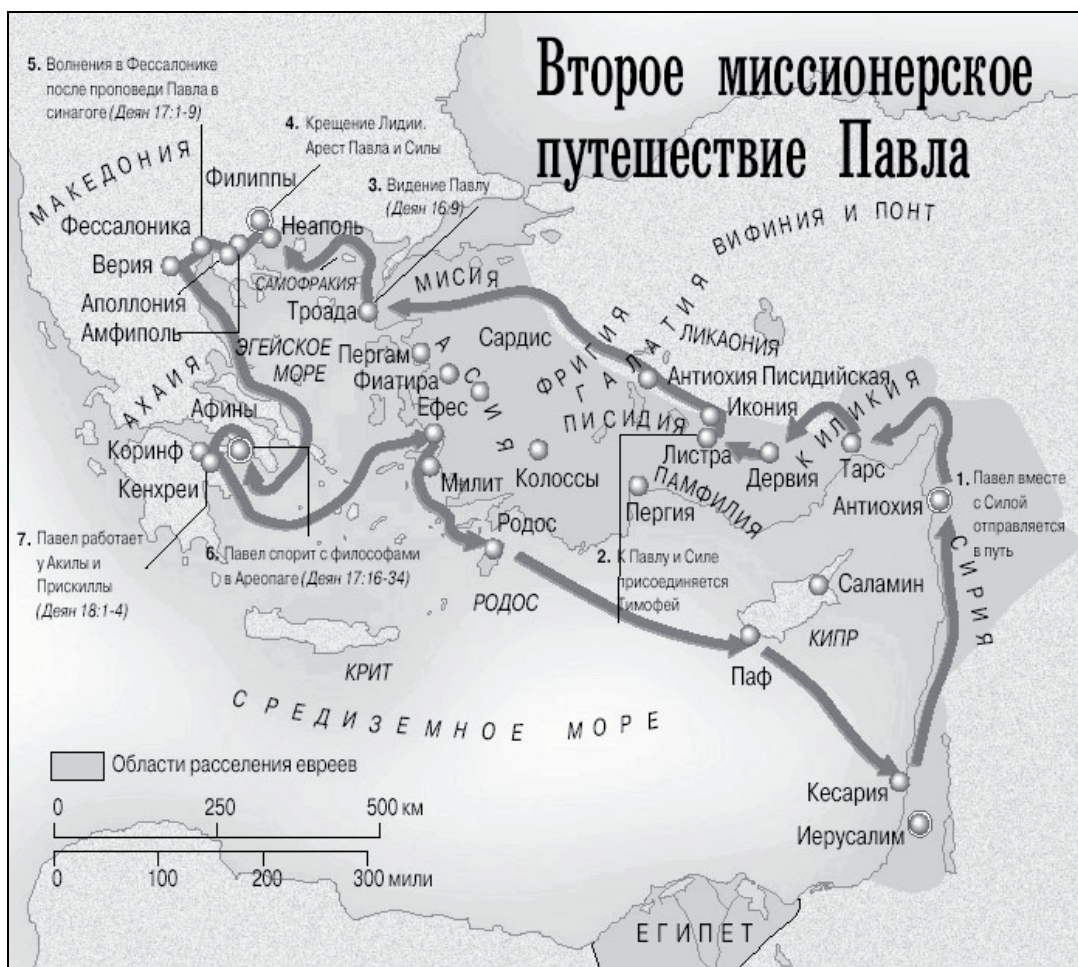 Второе миссионерское
путешествие Павла
5. Волнения в Фессалонике
после проповеди Павла в
синагоге (Деян 17:1-9)
4. Крещение Лидии.
Арест Павла и Силы
3. Видение Павлу
(Деян 16:9)
МАКЕДОНИЯ
Филиппы
Неаполь
Фессалоника
Верия
Аполлония
Амфиполь
САМОФРАКИЯ
Троада
МИСИЯ
ВИФИНИЯ И ПОНТ
ЭГЕЙСКОЕ
МОРЕ
АСИЯ
Пергам
Фиатира
Сардис
Ефес
ФРИГИЯ
ГАЛАТИЯ
ЛИКАОНИЯ
Антиохия Писидийская
Икония
ПИСИДИЯ
Листра
Дервия
КИЛИКИЯ
Тарс
АХАИЯ
Афины
Коринф
Кенхреи
Милит
Колоссы
ПАМФИЛИЯ
Пергия
Антиохия
1. Павел вместе
с Силой
отправляется
в путь
7. Павел работает
у Акилы и
Прискиллы
(Деян 18:1-4)
6. Павел спорит с философами
в Ареопаге (Деян 17:16-34)
Родос
РОДОС
2. К Павлу и Силе
присоединяется
Тимофей
Саламин
КИПР
Паф
СИРИЯ
КРИТ
СРЕДИЗЕМНОЕ МОРЕ
Кесария
Иерусалим
ЕГИПЕТ
Области расселения евреев
0 250 500 км
0 100 200 300 мили